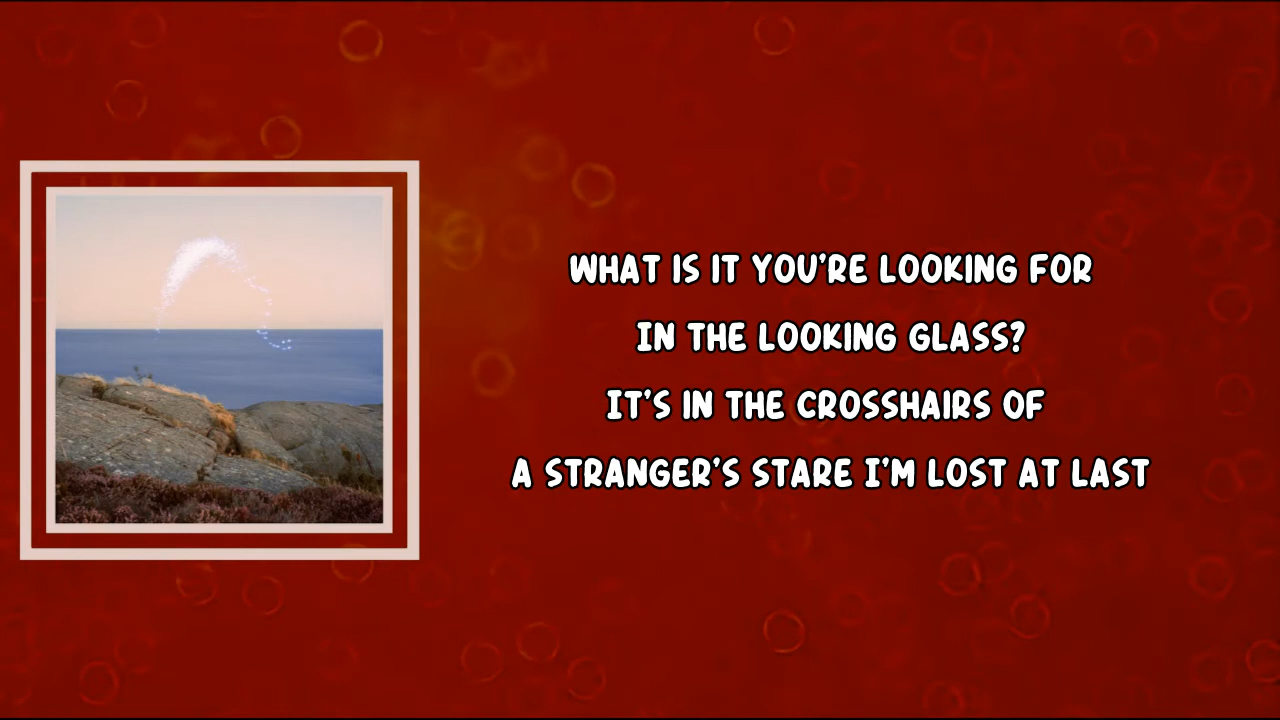 WHAT IS IT YOU'RE LOOKING FOR
IN THE LOOKING GLASS?
IT'S IN THE CROSSHAIRS OF
A STRANGER'S STARE I'M LOST AT LAST